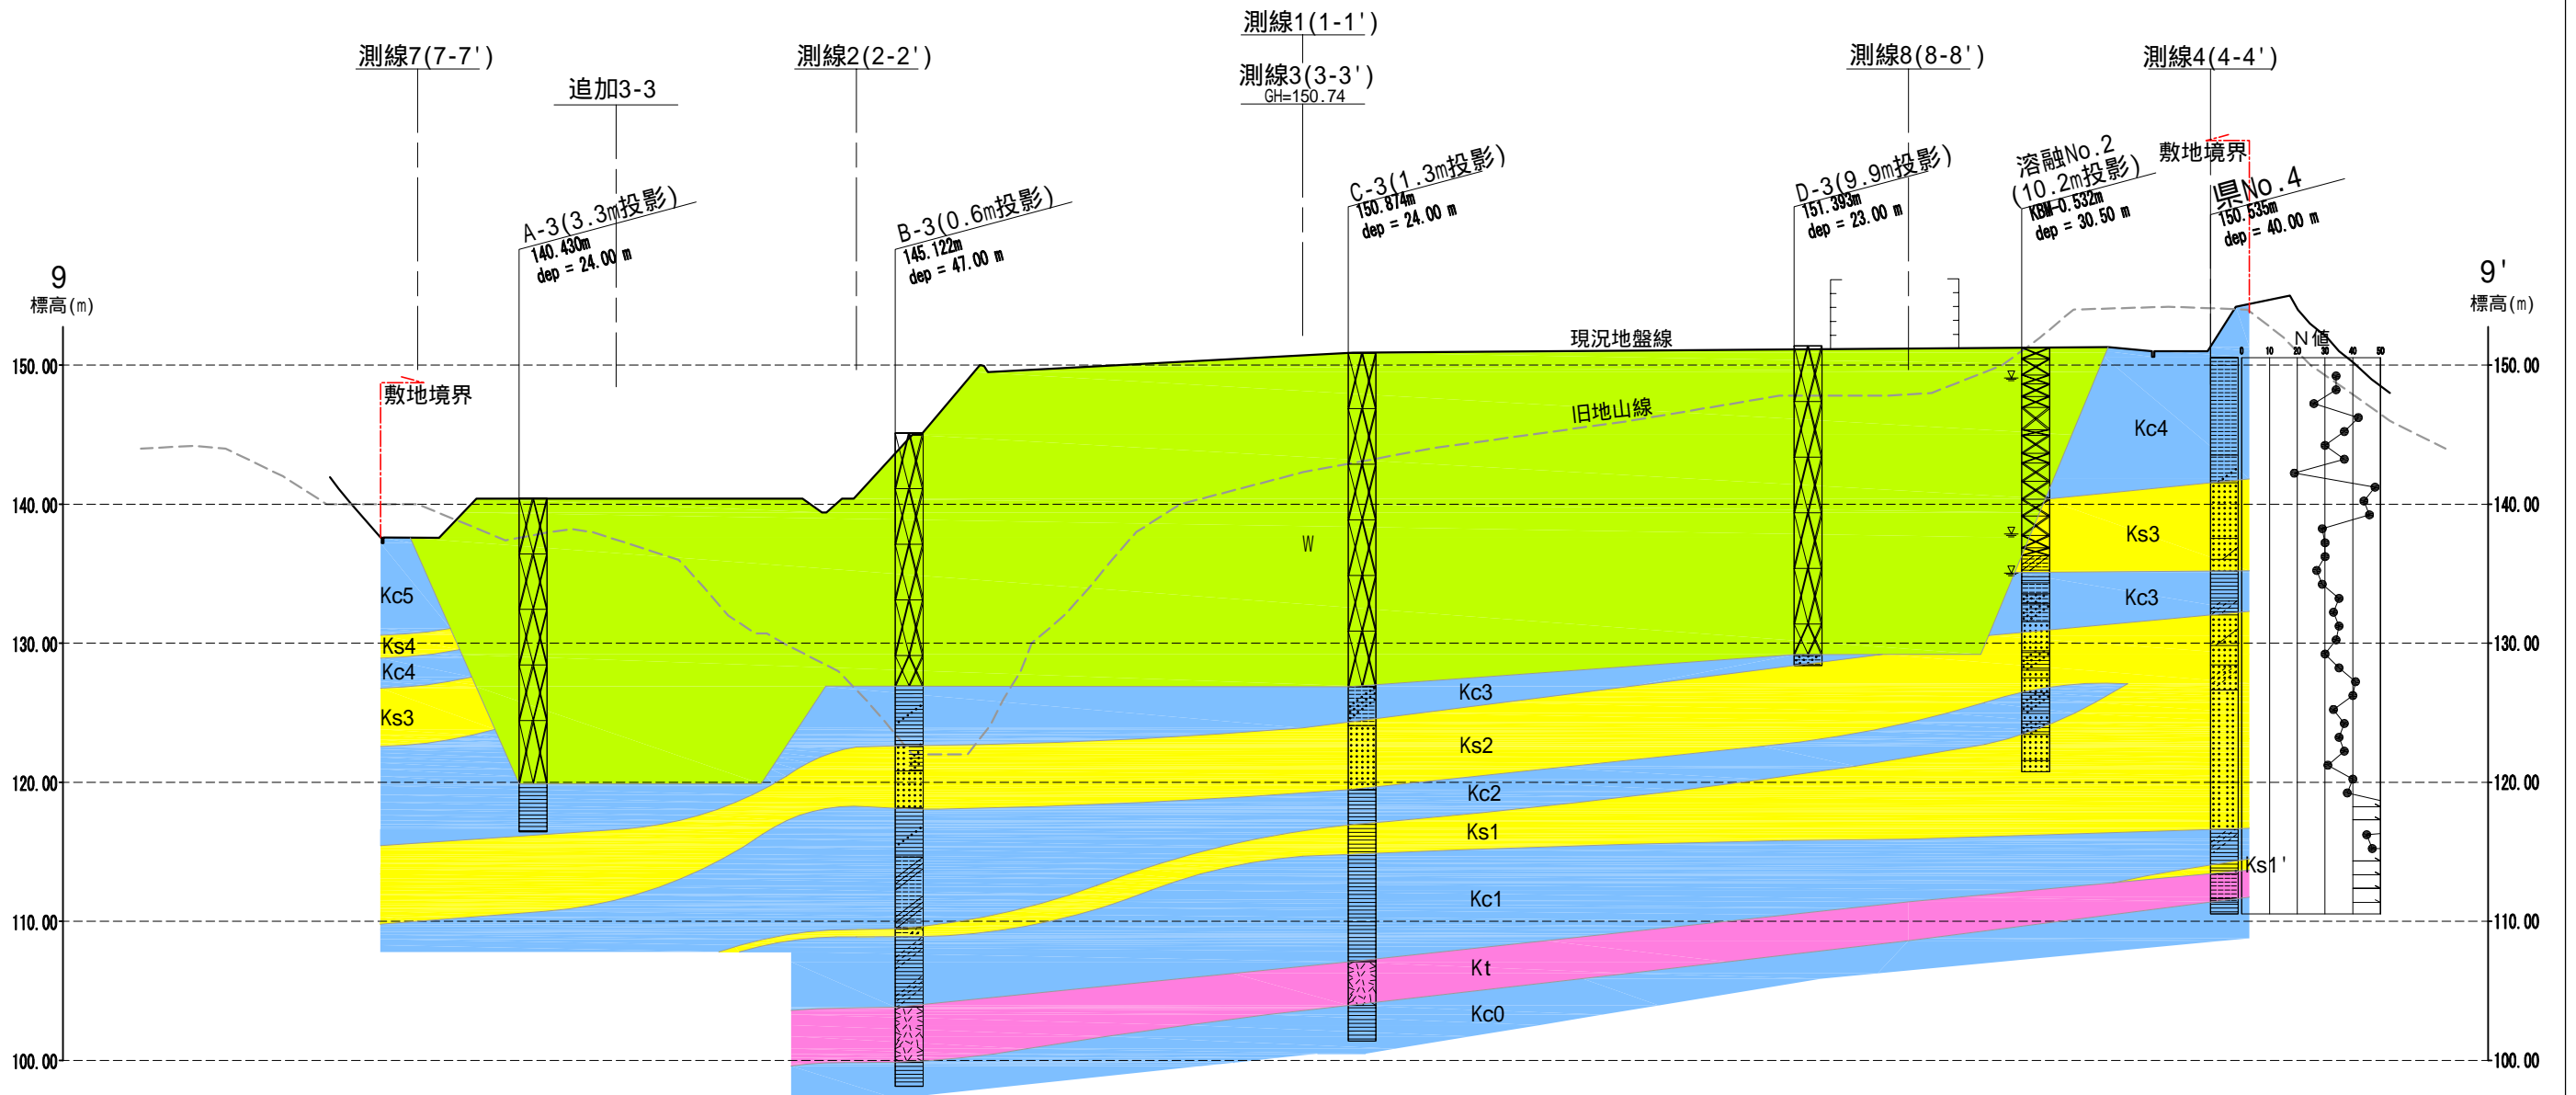 測線1(1-1')
測線7(7-7')
測線2(2-2')
測線8(8-8')
測線4(4-4')
追加3-3
測線3(3-3')
GH=150.74
敷地境界
A-3(3.3m投影)
140.430m
dep = 24.00 m
B-3(0.6m投影)
145.122m
dep = 47.00 m
C-3(1.3m投影)
150.874m
dep = 24.00 m
D-3(9.9m投影)
151.393m
dep = 23.00 m
溶融No.2
(10.2m投影)
KBM-0.532m
dep = 30.50 m
県No.4
150.535m
dep = 40.00 m
9
標高(m)
9'
標高(m)
現況地盤線
N値
0 10 20 30 40 50
150.00
150.00
敷地境界
旧地山線
Kc4
140.00
140.00
W
Ks3
Kc5
Kc3
130.00
130.00
Ks4
Kc4
Kc3
Ks3
Ks2
120.00
120.00
Kc2
Ks1
Ks1'
Kc1
110.00
110.00
Kt
Kc0
100.00
100.00